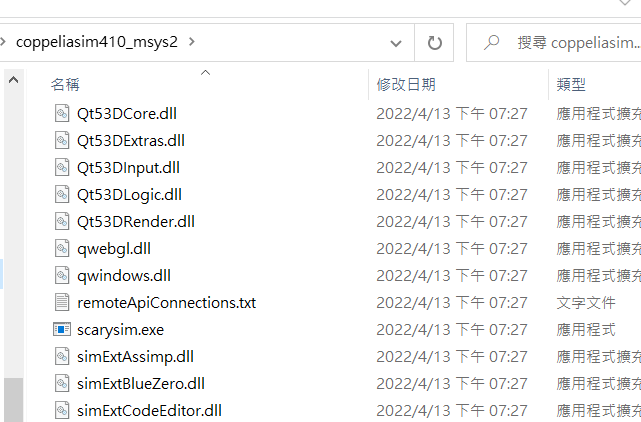 coppeliasim410_msys2
搜尋 coppeliasim...
名稱 修改日期 類型
Qt53DCore.dll 2022/4/13 下午 07:27 應用程式擴充
Qt53DExtras.dll 2022/4/13 下午 07:27 應用程式擴充
Qt53DInput.dll 2022/4/13 下午 07:27 應用程式擴充
Qt53DLogic.dll 2022/4/13 下午 07:27 應用程式擴充
Qt53DRender.dll 2022/4/13 下午 07:27 應用程式擴充
qwebgl.dll 2022/4/13 下午 07:27 應用程式擴充
qwindows.dll 2022/4/13 下午 07:27 應用程式擴充
remoteApiConnections.txt 2022/4/13 下午 07:27 文字文件
scarysim.exe 2022/4/13 下午 07:27 應用程式
simExtAssimp.dll 2022/4/13 下午 07:27 應用程式擴充
simExtBlueZero.dll 2022/4/13 下午 07:27 應用程式擴充
simExtCodeEditor.dll 2022/4/13 下午 07:27 應用程式擴充